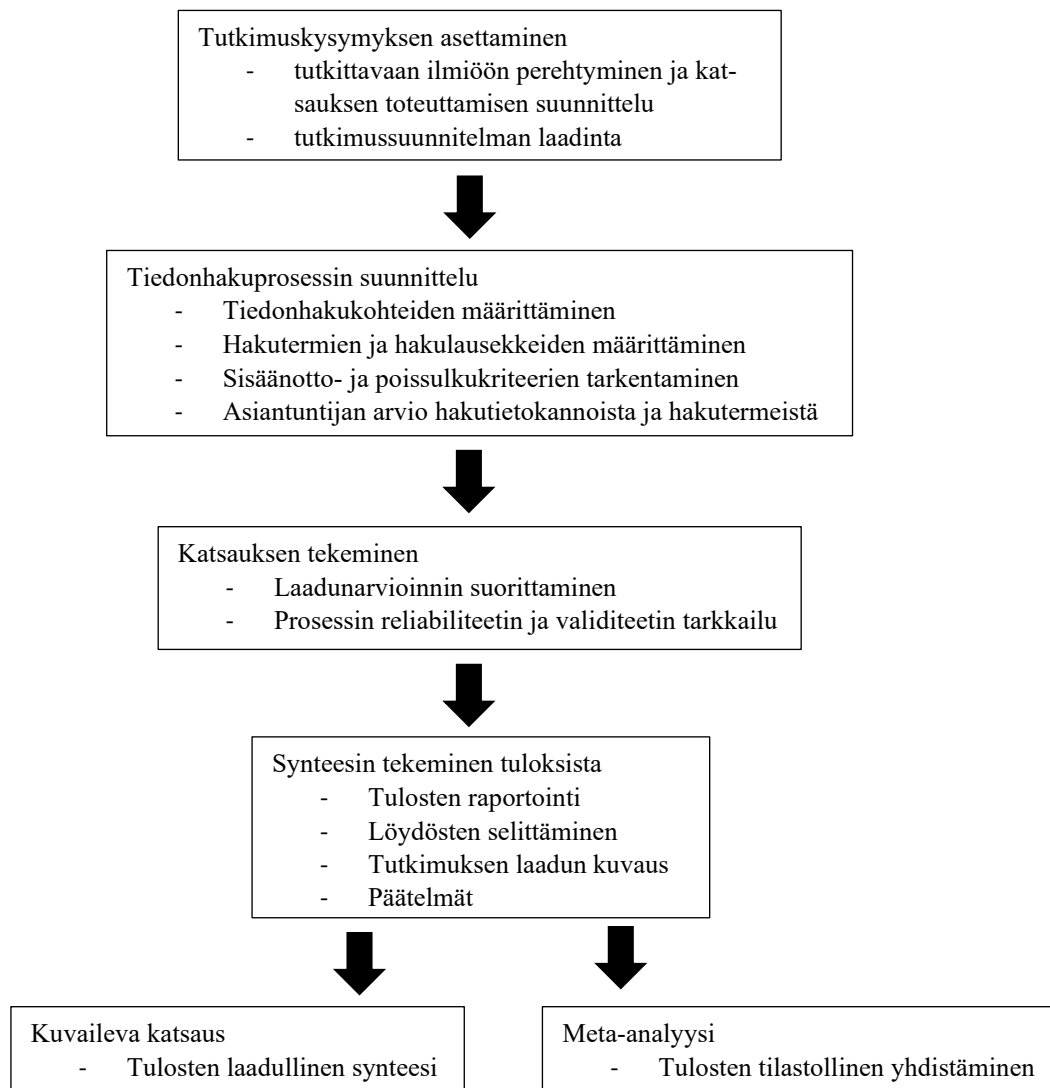 Tutkimuskysymyksen asettaminen
- tutkittavaan ilmiöön perehtyminen ja kat-
sauksen toteuttamisen suunnittelu
- tutkimussuunnitelman laadinta
Tiedonhakuprosessin suunnittelu
- Tiedonhakukohteiden määrittäminen
- Hakutermien ja hakulausekkeiden määrittäminen
- Sisäänotto- ja poissulkukriteerien tarkentaminen
- Asiantuntijan arvio hakutietokannoista ja hakutermeistä
Katsauksen tekeminen
- Laadunarvioinnin suorittaminen
- Prosessin reliabiliteetin ja validiteetin tarkkailu
Synteesin tekeminen tuloksista
- Tulosten raportointi
- Löydösten selittäminen
- Tutkimuksen laadun kuvaus
- Päätelmät
Kuvaileva katsaus
- Tulosten laadullinen synteesi
Meta-analyysi
- Tulosten tilastollinen yhdistäminen